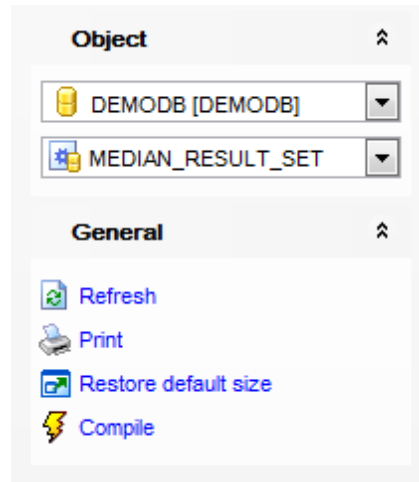 Object
DEMODB [DEMODB]
MEDIAN_RESULT_SET
General
Refresh
Print
Restore default size
Compile